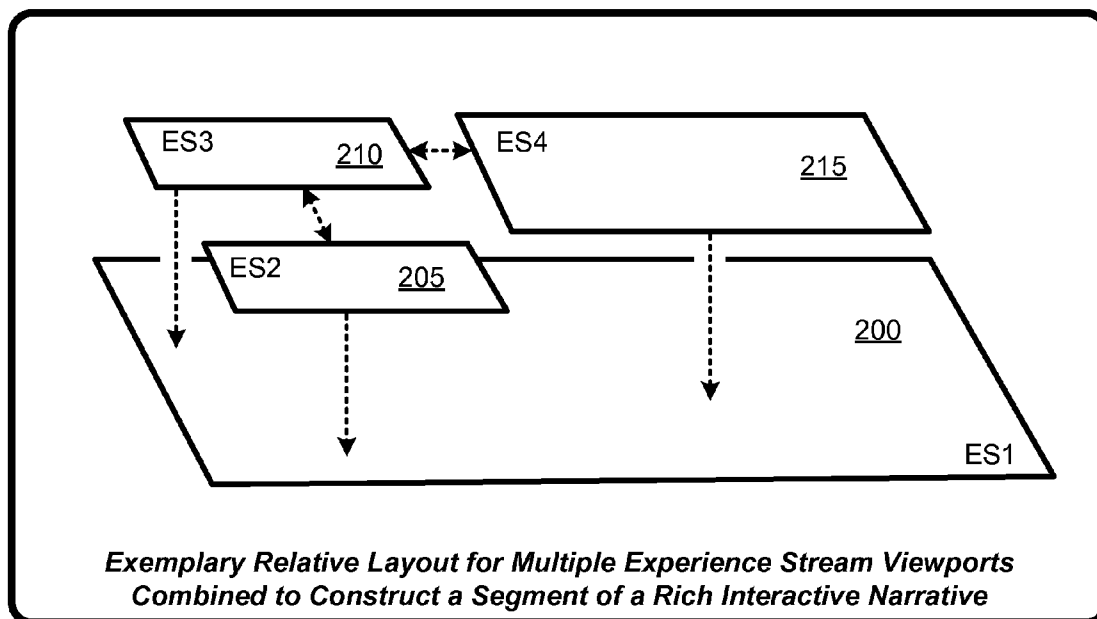 ES3
210
ES4
215
ES2
205
200
ES1
Exemplary Relative Layout for Multiple Experience Stream Viewports
Combined to Construct a Segment of a Rich Interactive Narrative